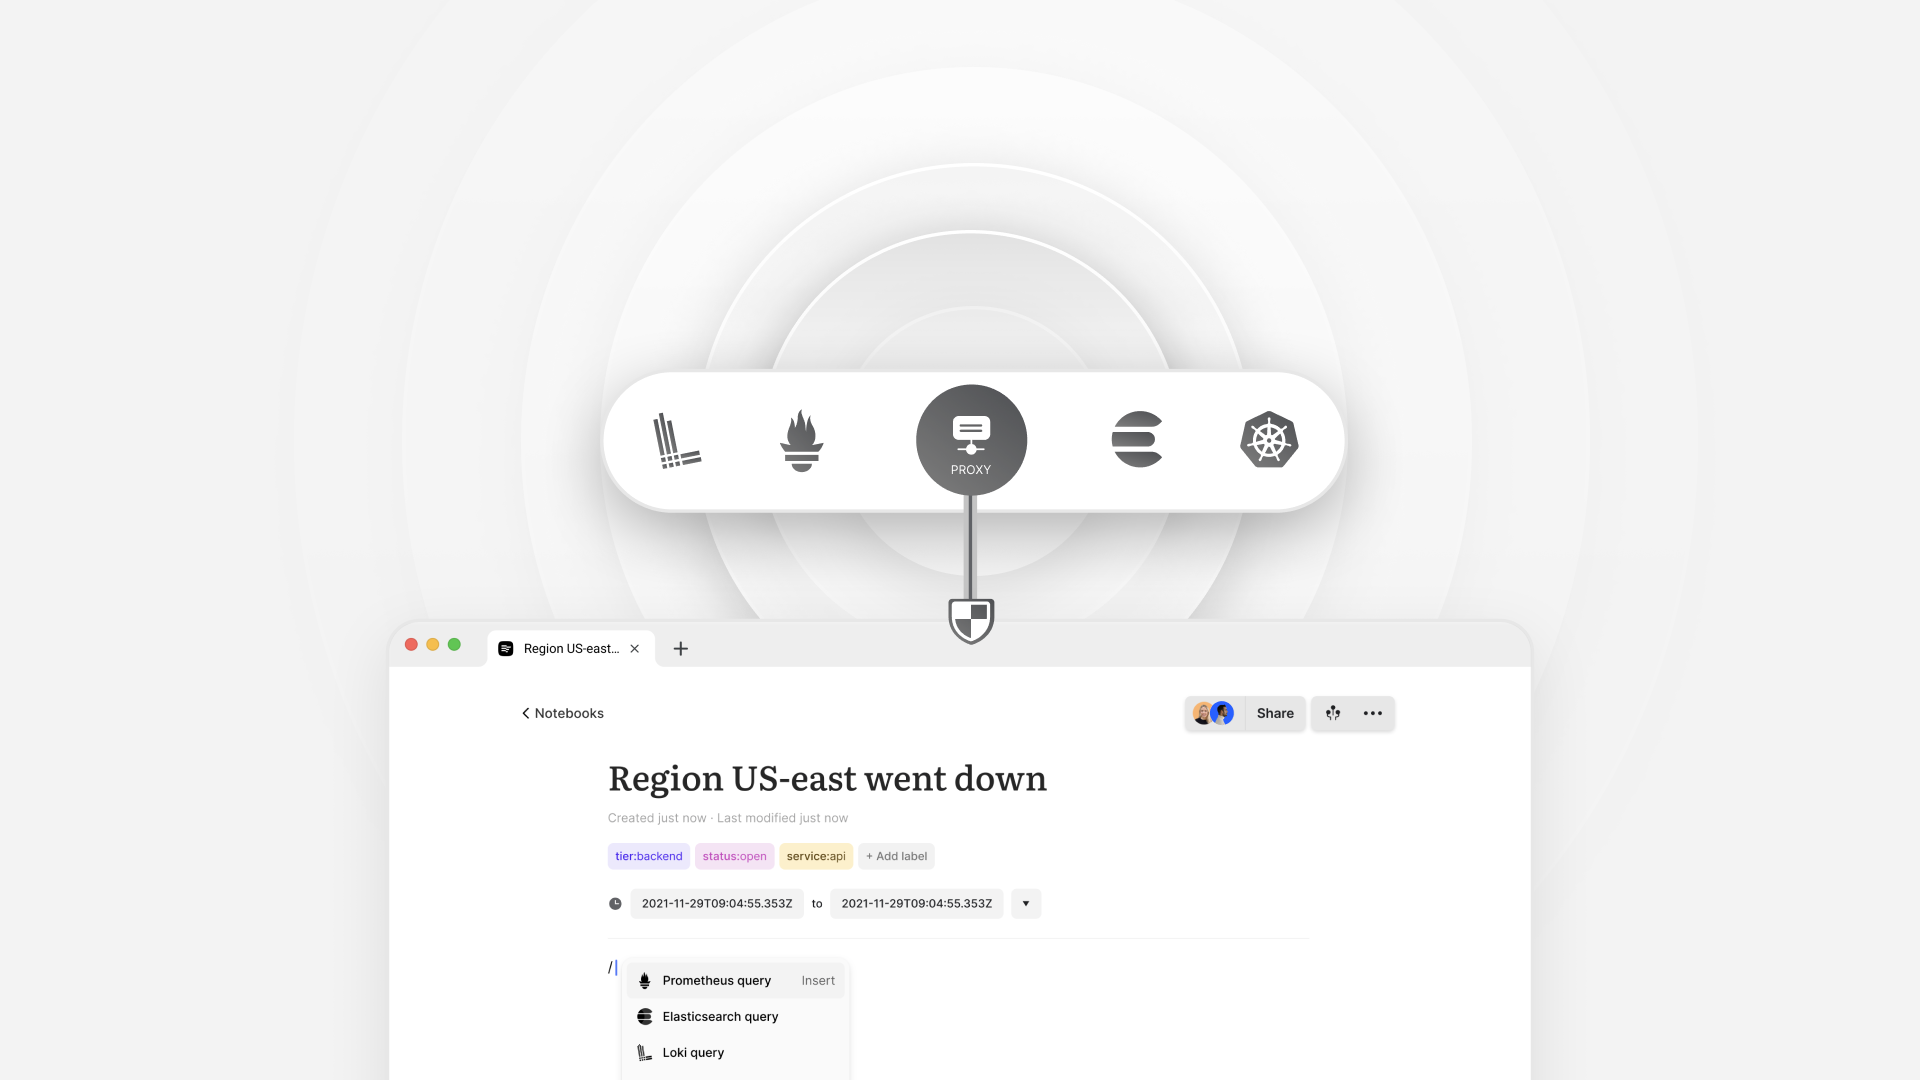 PROXY
Region US-east...
Notebooks
Share
Region US-east went down
Created just now · Last modified just now
tier:backend status:open service:api + Add label
2021-11-29T09:04:55.353Z to 2021-11-29T09:04:55.353Z
/
Prometheus query Insert
Elasticsearch query
Loki query